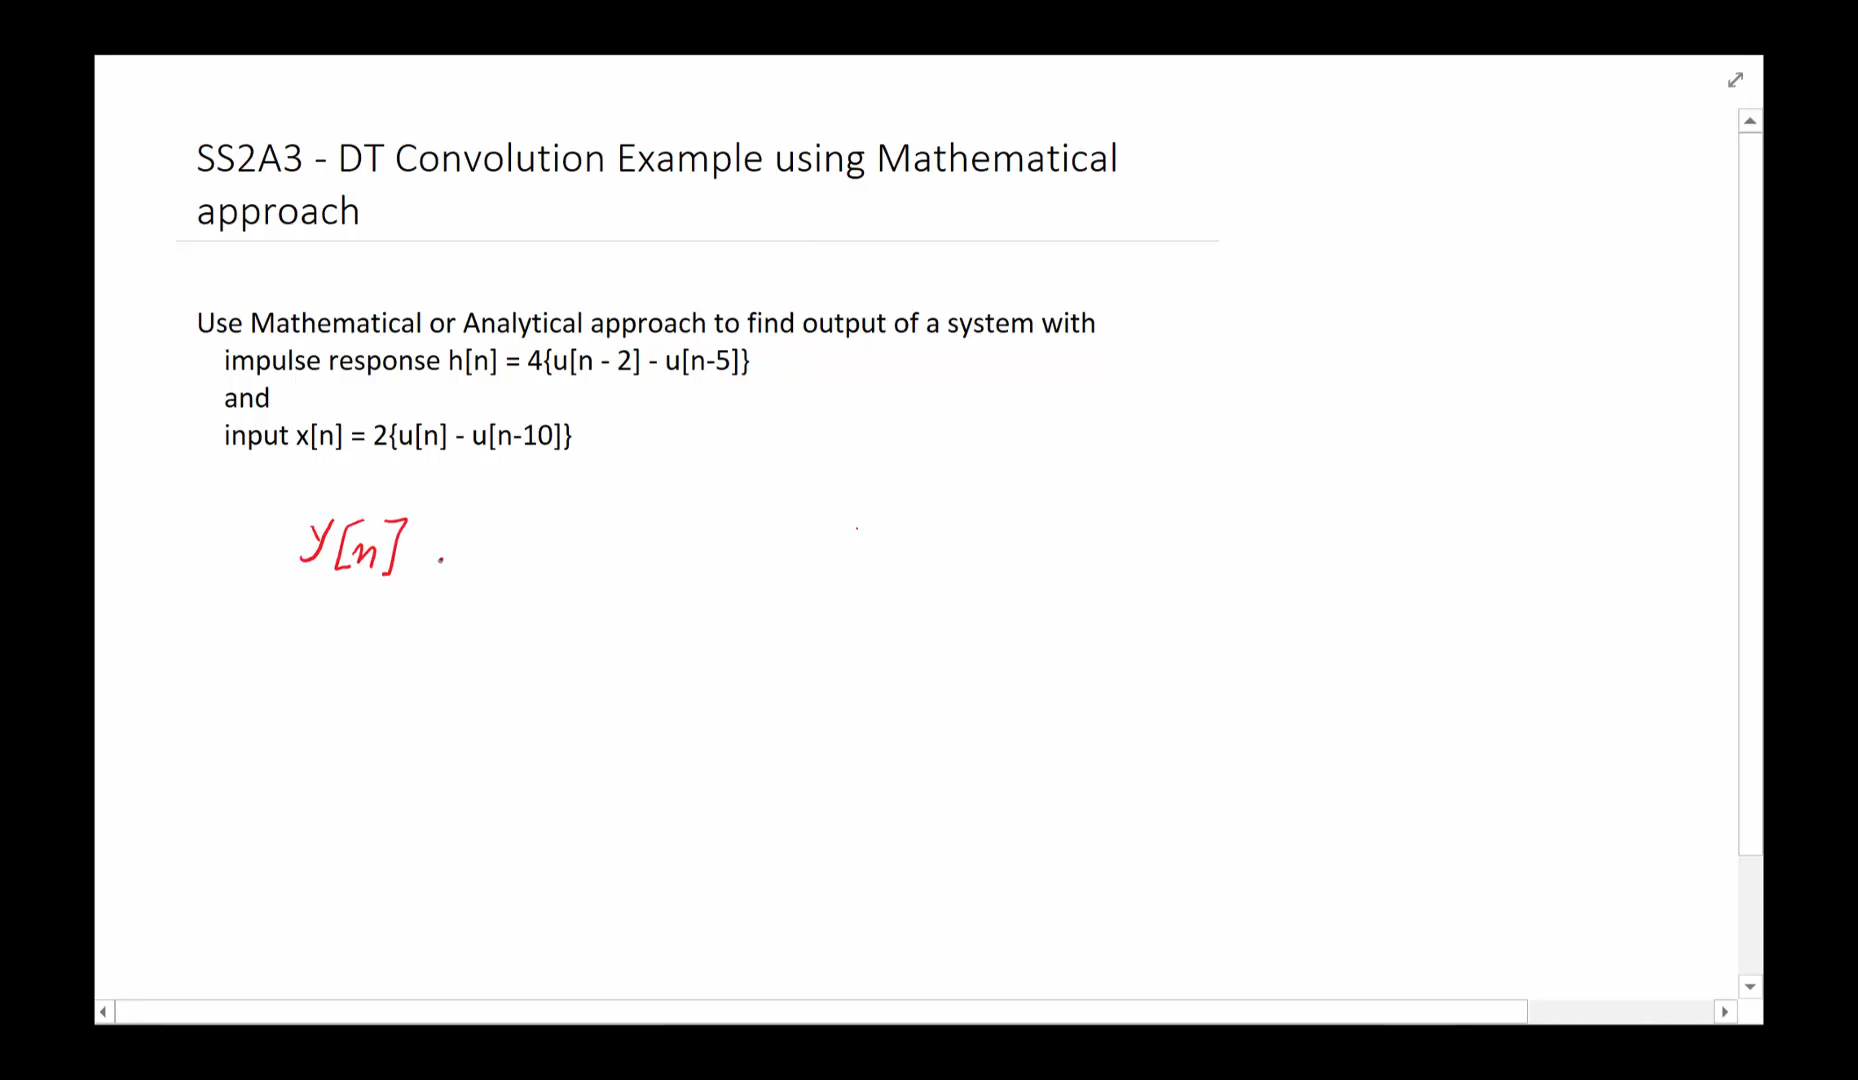 SS2A3 - DT Convolution Example using Mathematical
approach
Use Mathematical or Analytical approach to find output of a system with
impulse response h[n] = 4{u[n - 2] - u[n-5]}
and
input x[n] = 2{u[n] - u[n-10]}
y[n] .